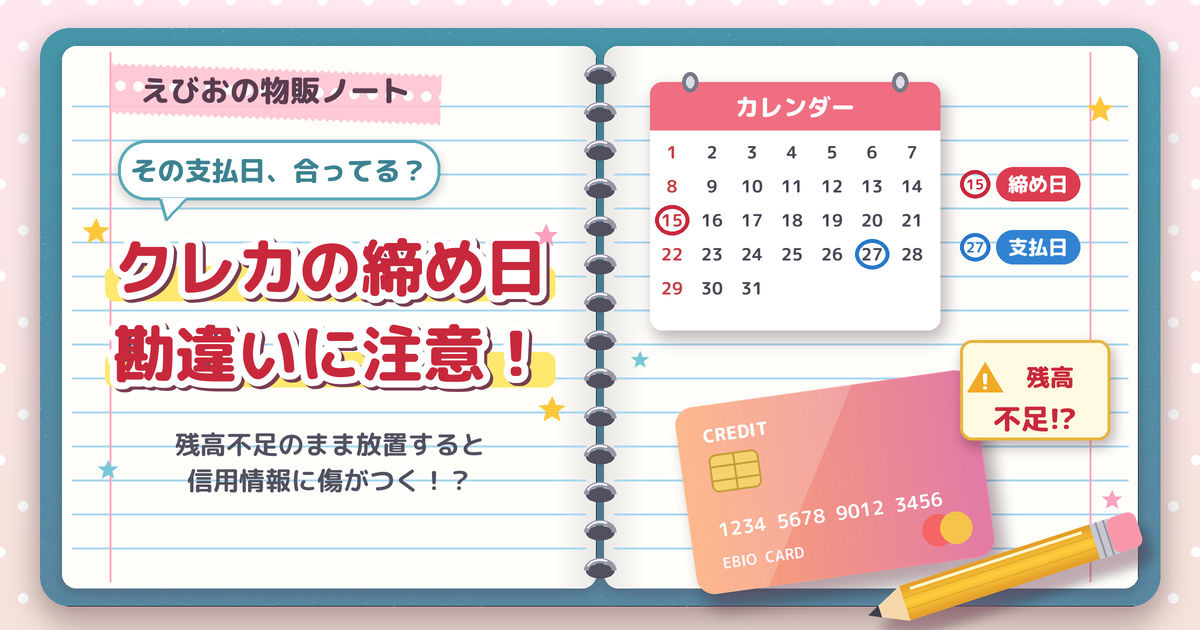 えびおの物販ノート
その支払日、合ってる？
クレカの締め日
勘違いに注意！
残高不足のまま放置すると
信用情報に傷がつく！？
カレンダー
1 2 3 4 5 6 7
8 9 10 11 12 13 14
15 16 17 18 19 20 21
22 23 24 25 26 27 28
29 30 31
15 締め日
27 支払日
残高
不足!?
CREDIT
1234 5678 9012 3456
EBIO CARD